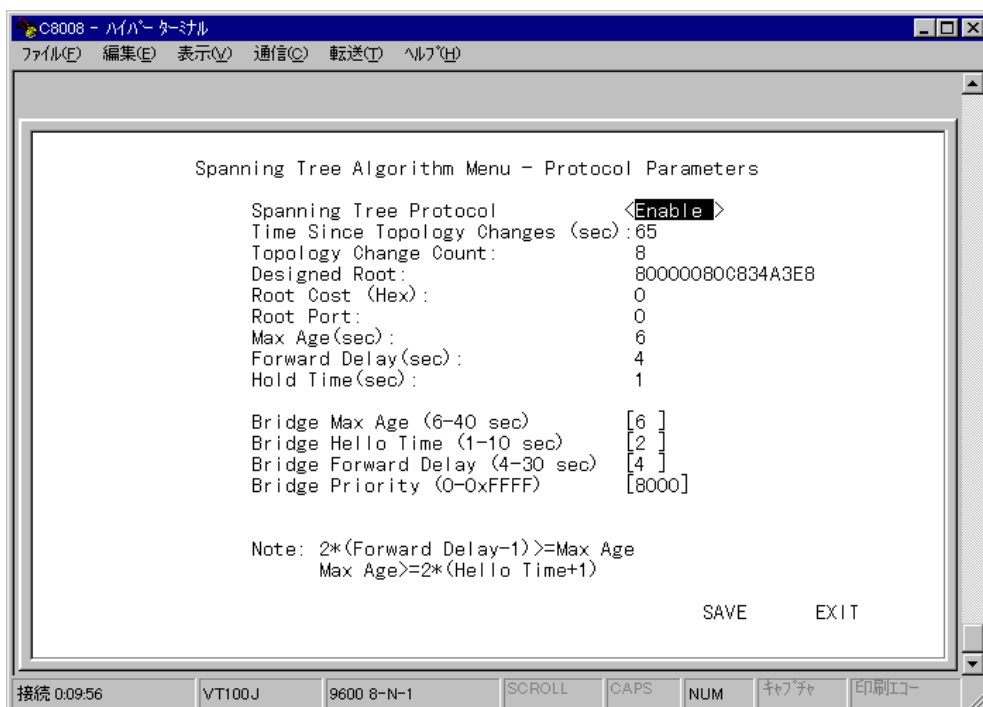 C8008 - ﾊｲﾊﾟｰ ﾀｰﾐﾅﾙ
ﾌｧｲﾙ(F) 編集(E) 表示(V) 通信(C) 転送(T) ﾍﾙﾌﾟ(H)
Spanning Tree Algorithm Menu - Protocol Parameters
Spanning Tree Protocol <Enable >
Time Since Topology Changes (sec):65
Topology Change Count: 8
Designed Root: 80000080C834A3E8
Root Cost (Hex): 0
Root Port: 0
Max Age(sec): 6
Forward Delay(sec): 4
Hold Time(sec): 1
Bridge Max Age (6-40 sec) [6 ]
Bridge Hello Time (1-10 sec) [2 ]
Bridge Forward Delay (4-30 sec) [4 ]
Bridge Priority (0-0xFFFF) [8000]
Note: 2*(Forward Delay-1)>=Max Age
Max Age>=2*(Hello Time+1)
SAVE EXIT
接続 0:09:56 VT100J 9600 8-N-1 SCROLL CAPS NUM ｷｬﾌﾟﾁｬ 印刷ｴｺｰ